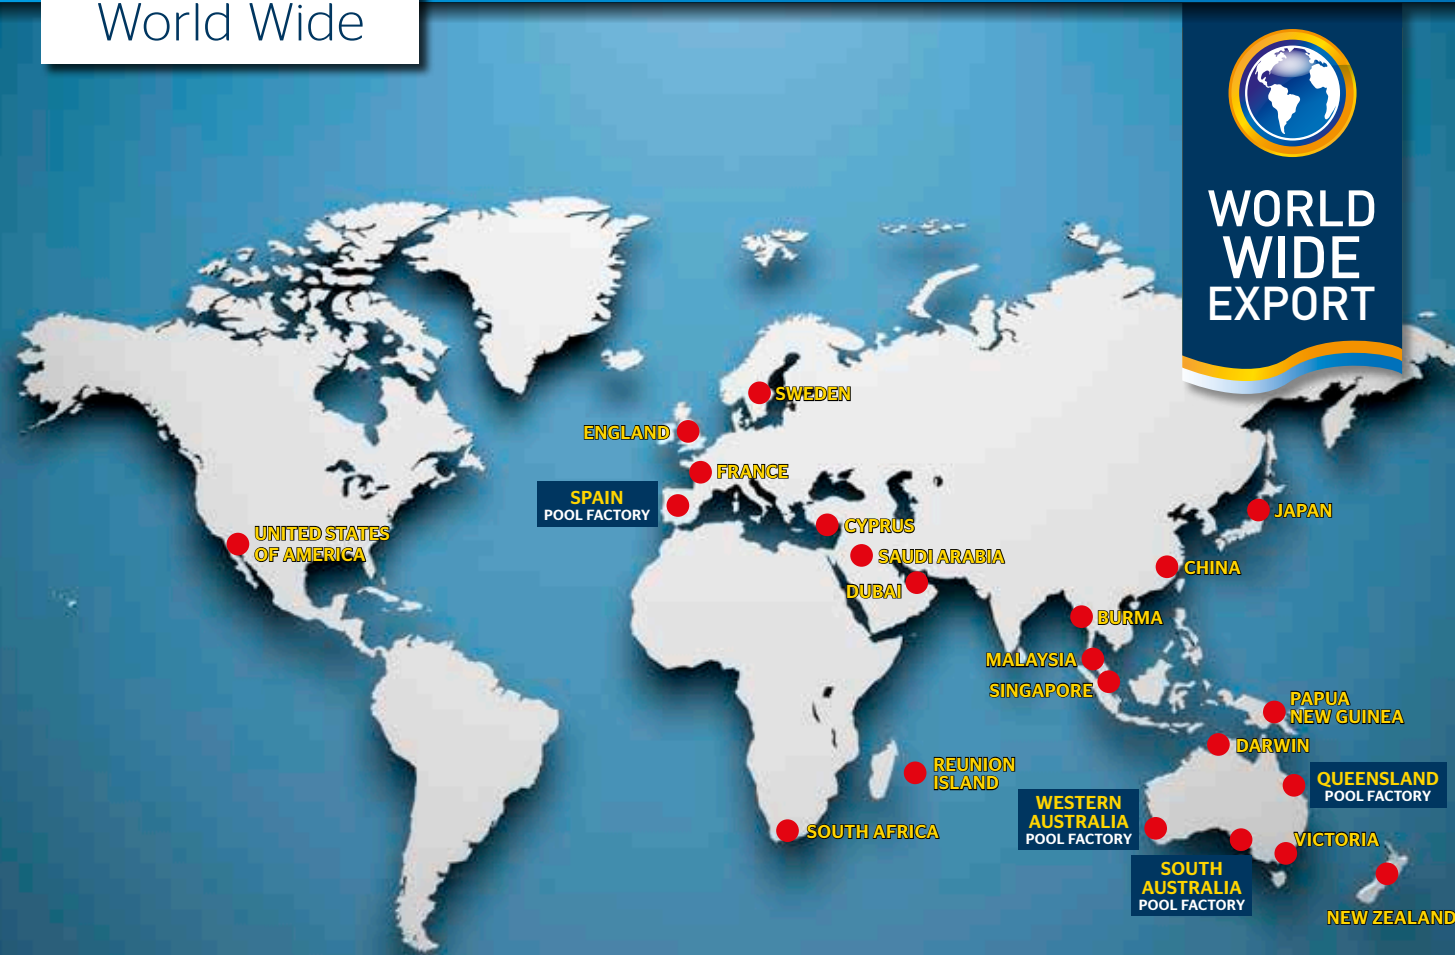 World Wide
WORLD
WIDE
EXPORT
SWEDEN
ENGLAND
FRANCE
SPAIN
POOL FACTORY
CYPRUS
UNITED STATES
OF AMERICA
SAUDI ARABIA
DUBAI
JAPAN
CHINA
BURMA
MALAYSIA
SINGAPORE
PAPUA
NEW GUINEA
DARWIN
REUNION
ISLAND
QUEENSLAND
POOL FACTORY
WESTERN
AUSTRALIA
POOL FACTORY
SOUTH AFRICA
VICTORIA
SOUTH
AUSTRALIA
POOL FACTORY
NEW ZEALAND